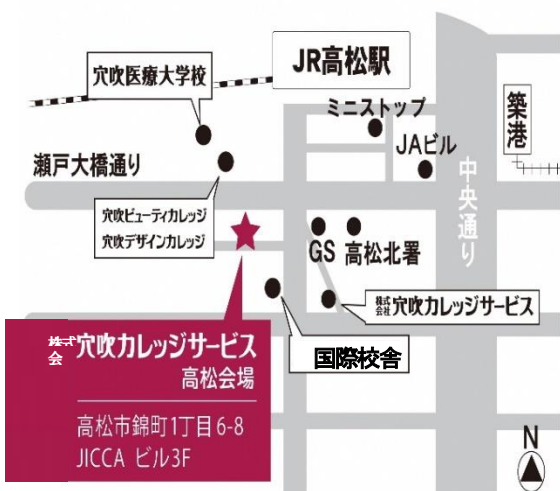 JR高松駅
穴吹医療大学校
ミニストップ
築港
JAビル
瀬戸大橋通り
中央通り
穴吹ビューティカレッジ
穴吹デザインカレッジ
GS
高松北署
株式会社穴吹カレッジサービス
国際校舎
株式
会
穴吹カレッジサービス
高松会場
高松市錦町1丁目6-8
JICCA ビル3F
N